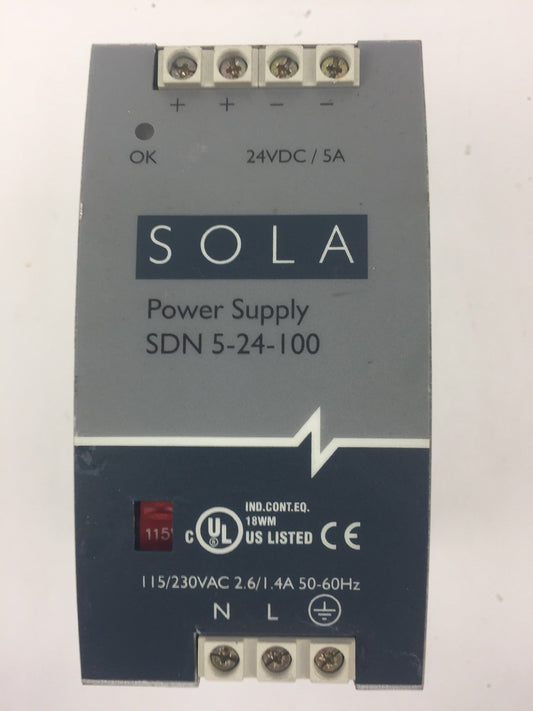 + + − −
OK 24VDC / 5A
SOLA
Power Supply
SDN 5-24-100
IND.CONT.EQ.
18WM
115 C UL US LISTED CE
115/230VAC 2.6/1.4A 50-60Hz
N L